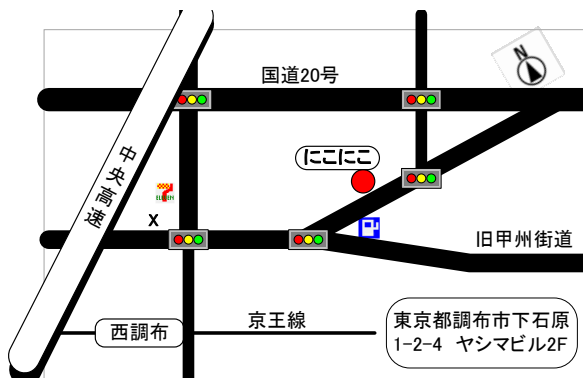 N
国道20号
にこにこ
中央高速
ELEVEN
X
旧甲州街道
西調布
京王線
東京都調布市下石原
1-2-4 ヤシマビル2F